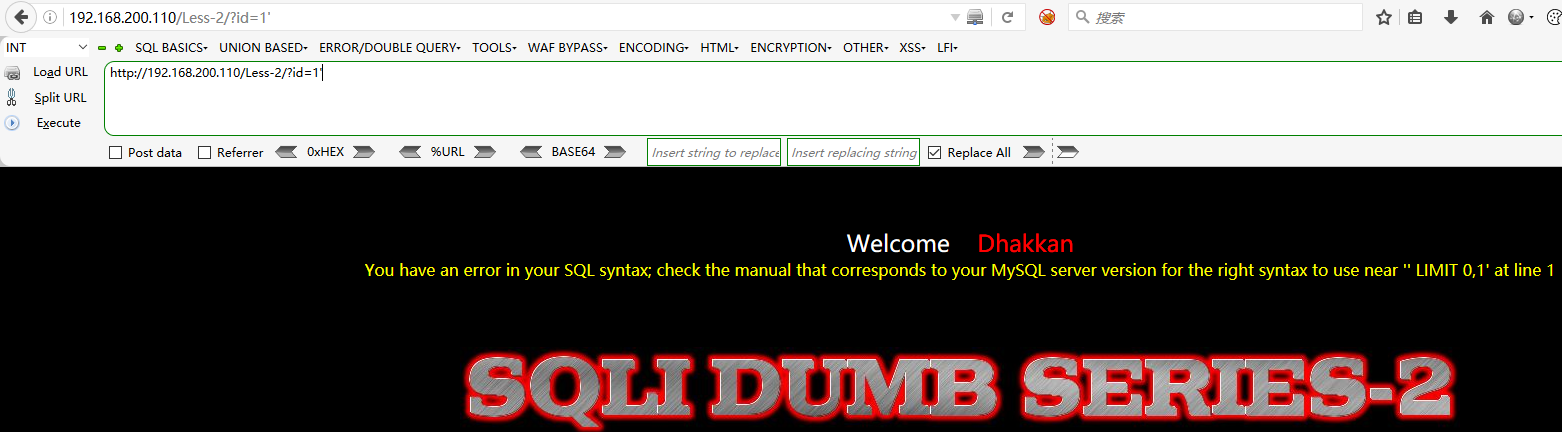 192.168.200.110/Less-2/?id=1' 搜索
INT SQL BASICS UNION BASED ERROR/DOUBLE QUERY TOOLS WAF BYPASS ENCODING HTML ENCRYPTION OTHER XSS LFI
Load URL http://192.168.200.110/Less-2/?id=1'
Split URL
Execute
Post data Referrer 0xHEX %URL BASE64 Insert string to replace Insert replacing string Replace All
Welcome Dhakkan
You have an error in your SQL syntax; check the manual that corresponds to your MySQL server version for the right syntax to use near '' LIMIT 0,1' at line 1
SQLI DUMB SERIES-2